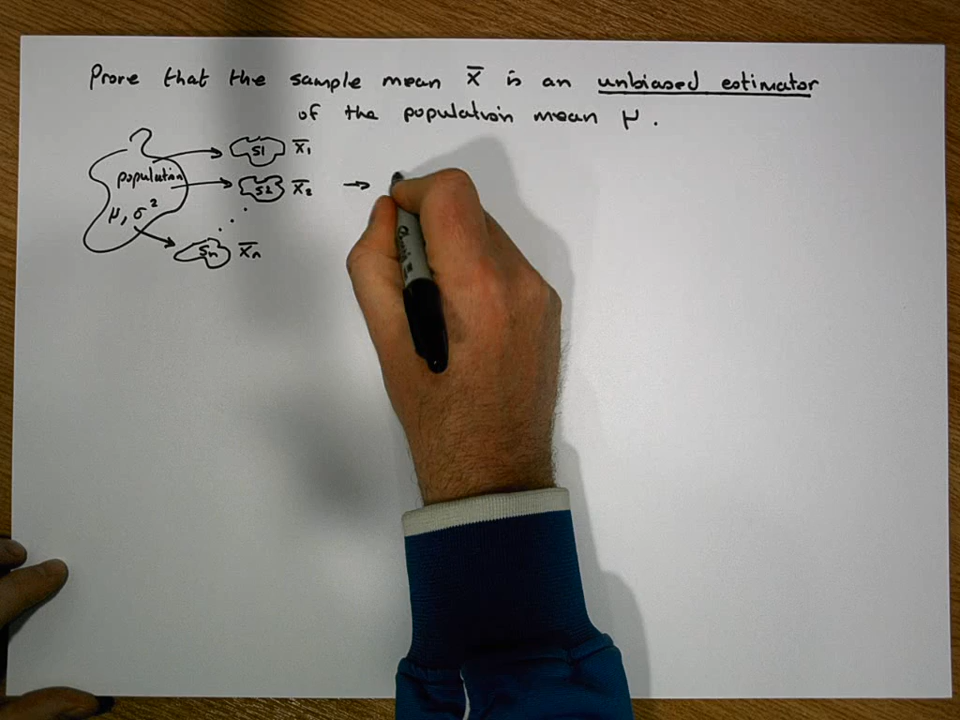 Prove that the sample mean x̄ is an unbiased estimator
of the population mean μ.
population
μ, σ²
S1 x̄₁
S2 x̄₂ →
Sn x̄ₙ